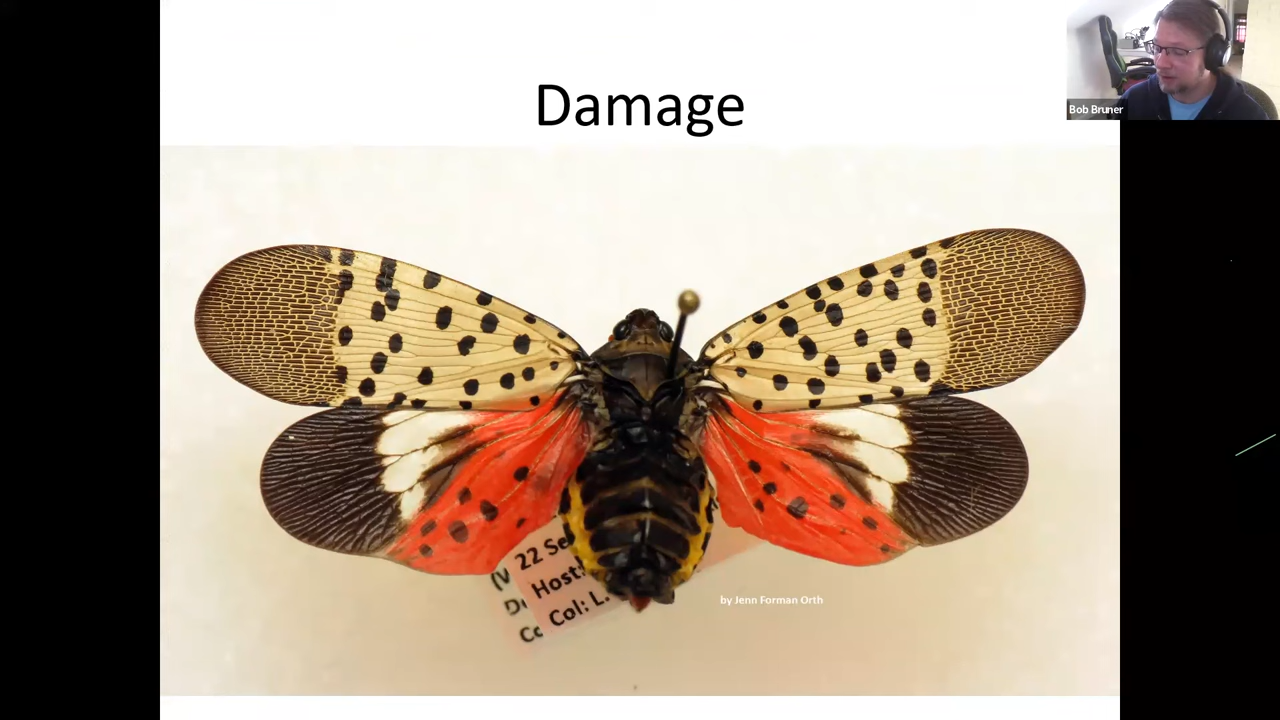 Damage
Bob Bruner
22 Se
Host:
Col: L.
by Jenn Forman Orth